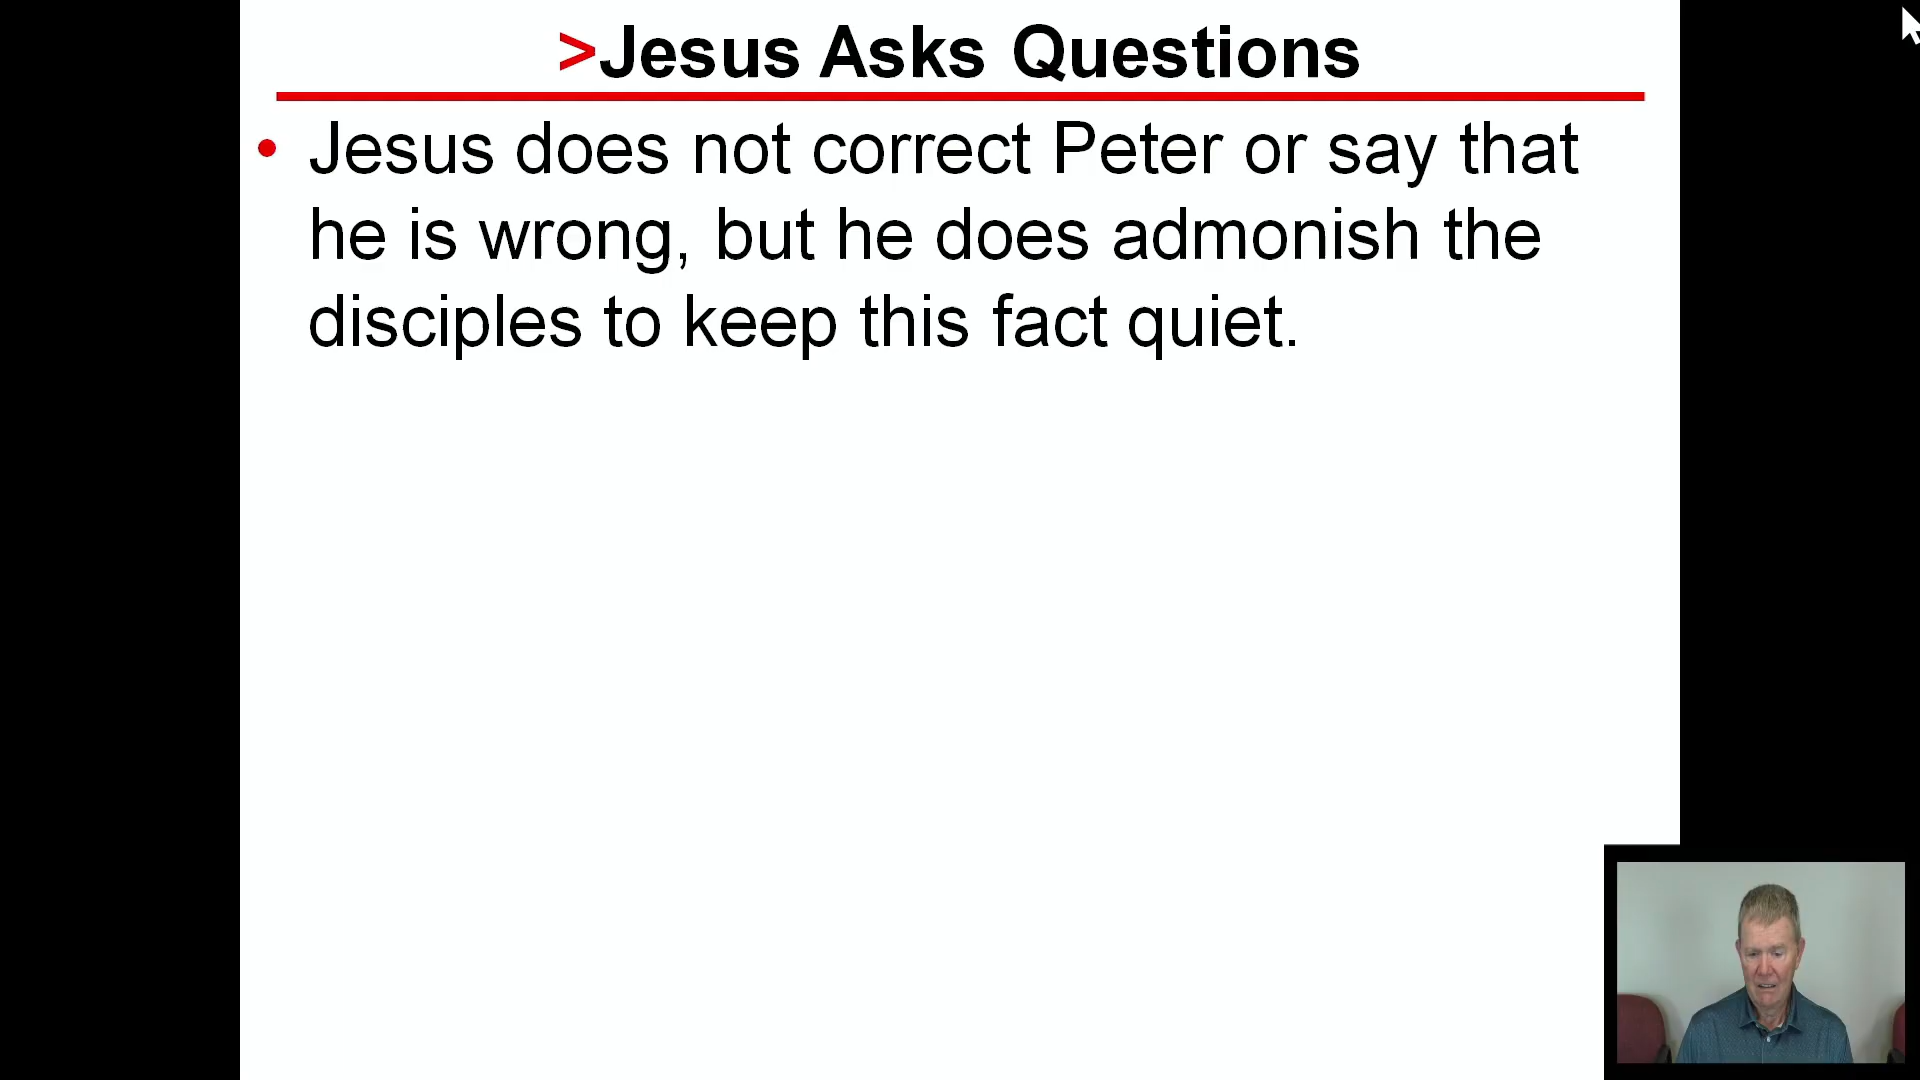 >Jesus Asks Questions
• Jesus does not correct Peter or say that
he is wrong, but he does admonish the
disciples to keep this fact quiet.